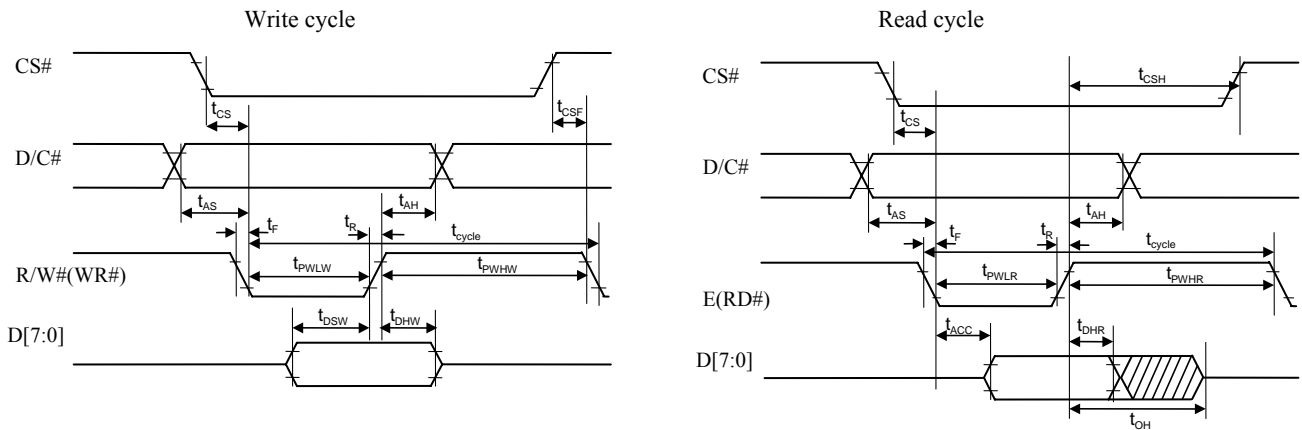 Write cycle
CS#
tCS
tCSF
D/C#
tAS
tAH
tF
tR
tcycle
R/W#(WR#)
tPWLW
tPWHW
tDSW
tDHW
D[7:0]
Read cycle
CS#
tCSH
tCS
D/C#
tAS
tAH
tF
tR
tcycle
E(RD#)
tPWLR
tPWHR
tACC
tDHR
D[7:0]
tOH